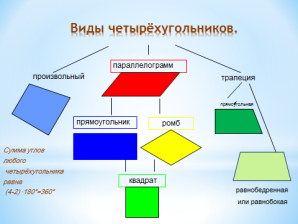 Виды четырёхугольников.
параллелограмм
произвольный
трапеция
прямоугольная
прямоугольник
ромб
Сумма углов
любого
четырёхугольника
равна
(4-2)·180°=360°
квадрат
равнобедренная
или равнобокая